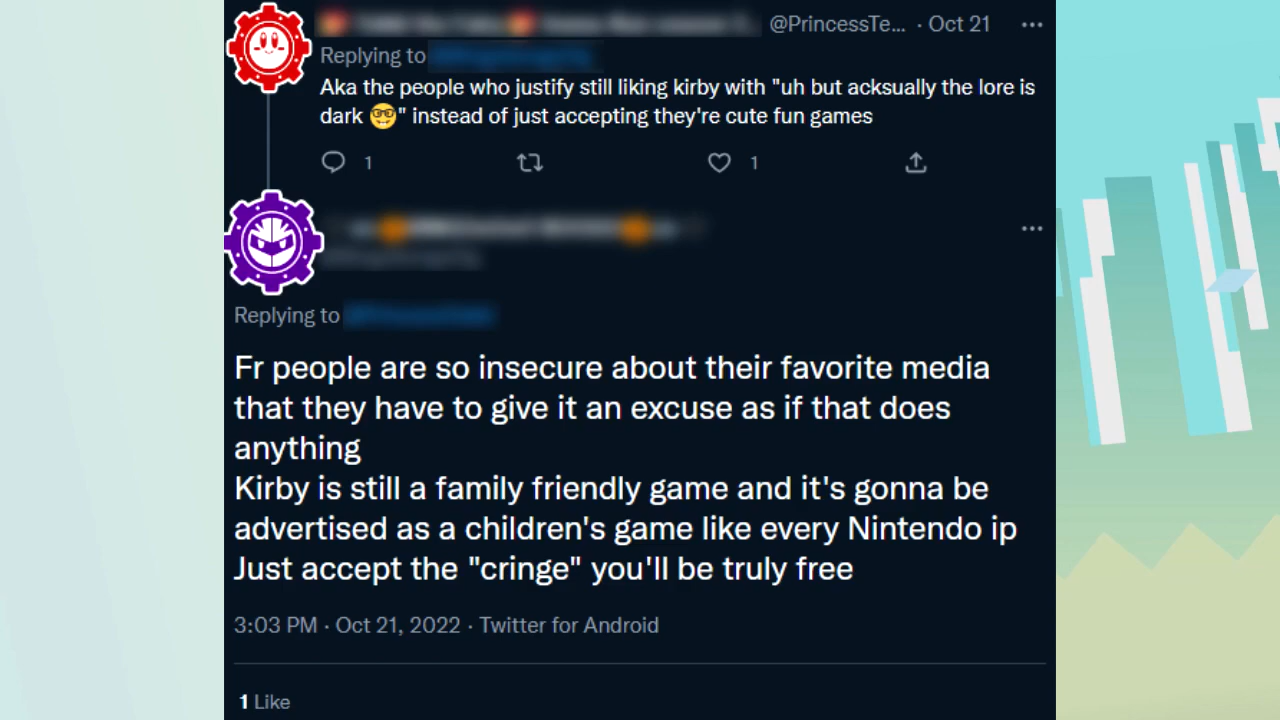 @PrincessTe... · Oct 21
Replying to
Aka the people who justify still liking kirby with "uh but acksually the lore is
dark 🤓" instead of just accepting they're cute fun games
1 1
Replying to
Fr people are so insecure about their favorite media
that they have to give it an excuse as if that does
anything
Kirby is still a family friendly game and it's gonna be
advertised as a children's game like every Nintendo ip
Just accept the "cringe" you'll be truly free
3:03 PM · Oct 21, 2022 · Twitter for Android
1 Like